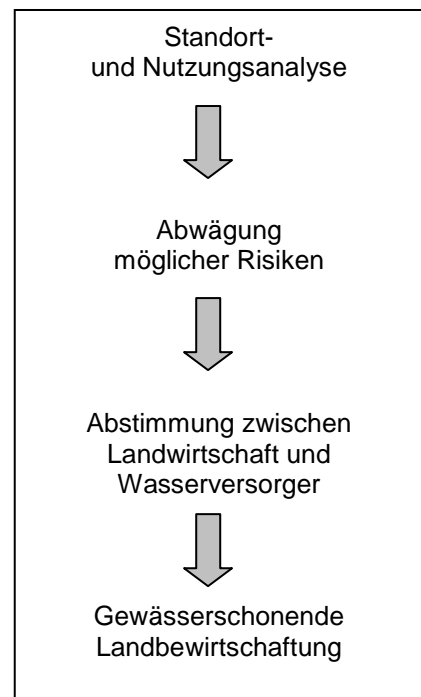 Standort-
und Nutzungsanalyse
Abwägung
möglicher Risiken
Abstimmung zwischen
Landwirtschaft und
Wasserversorger
Gewässerschonende
Landbewirtschaftung